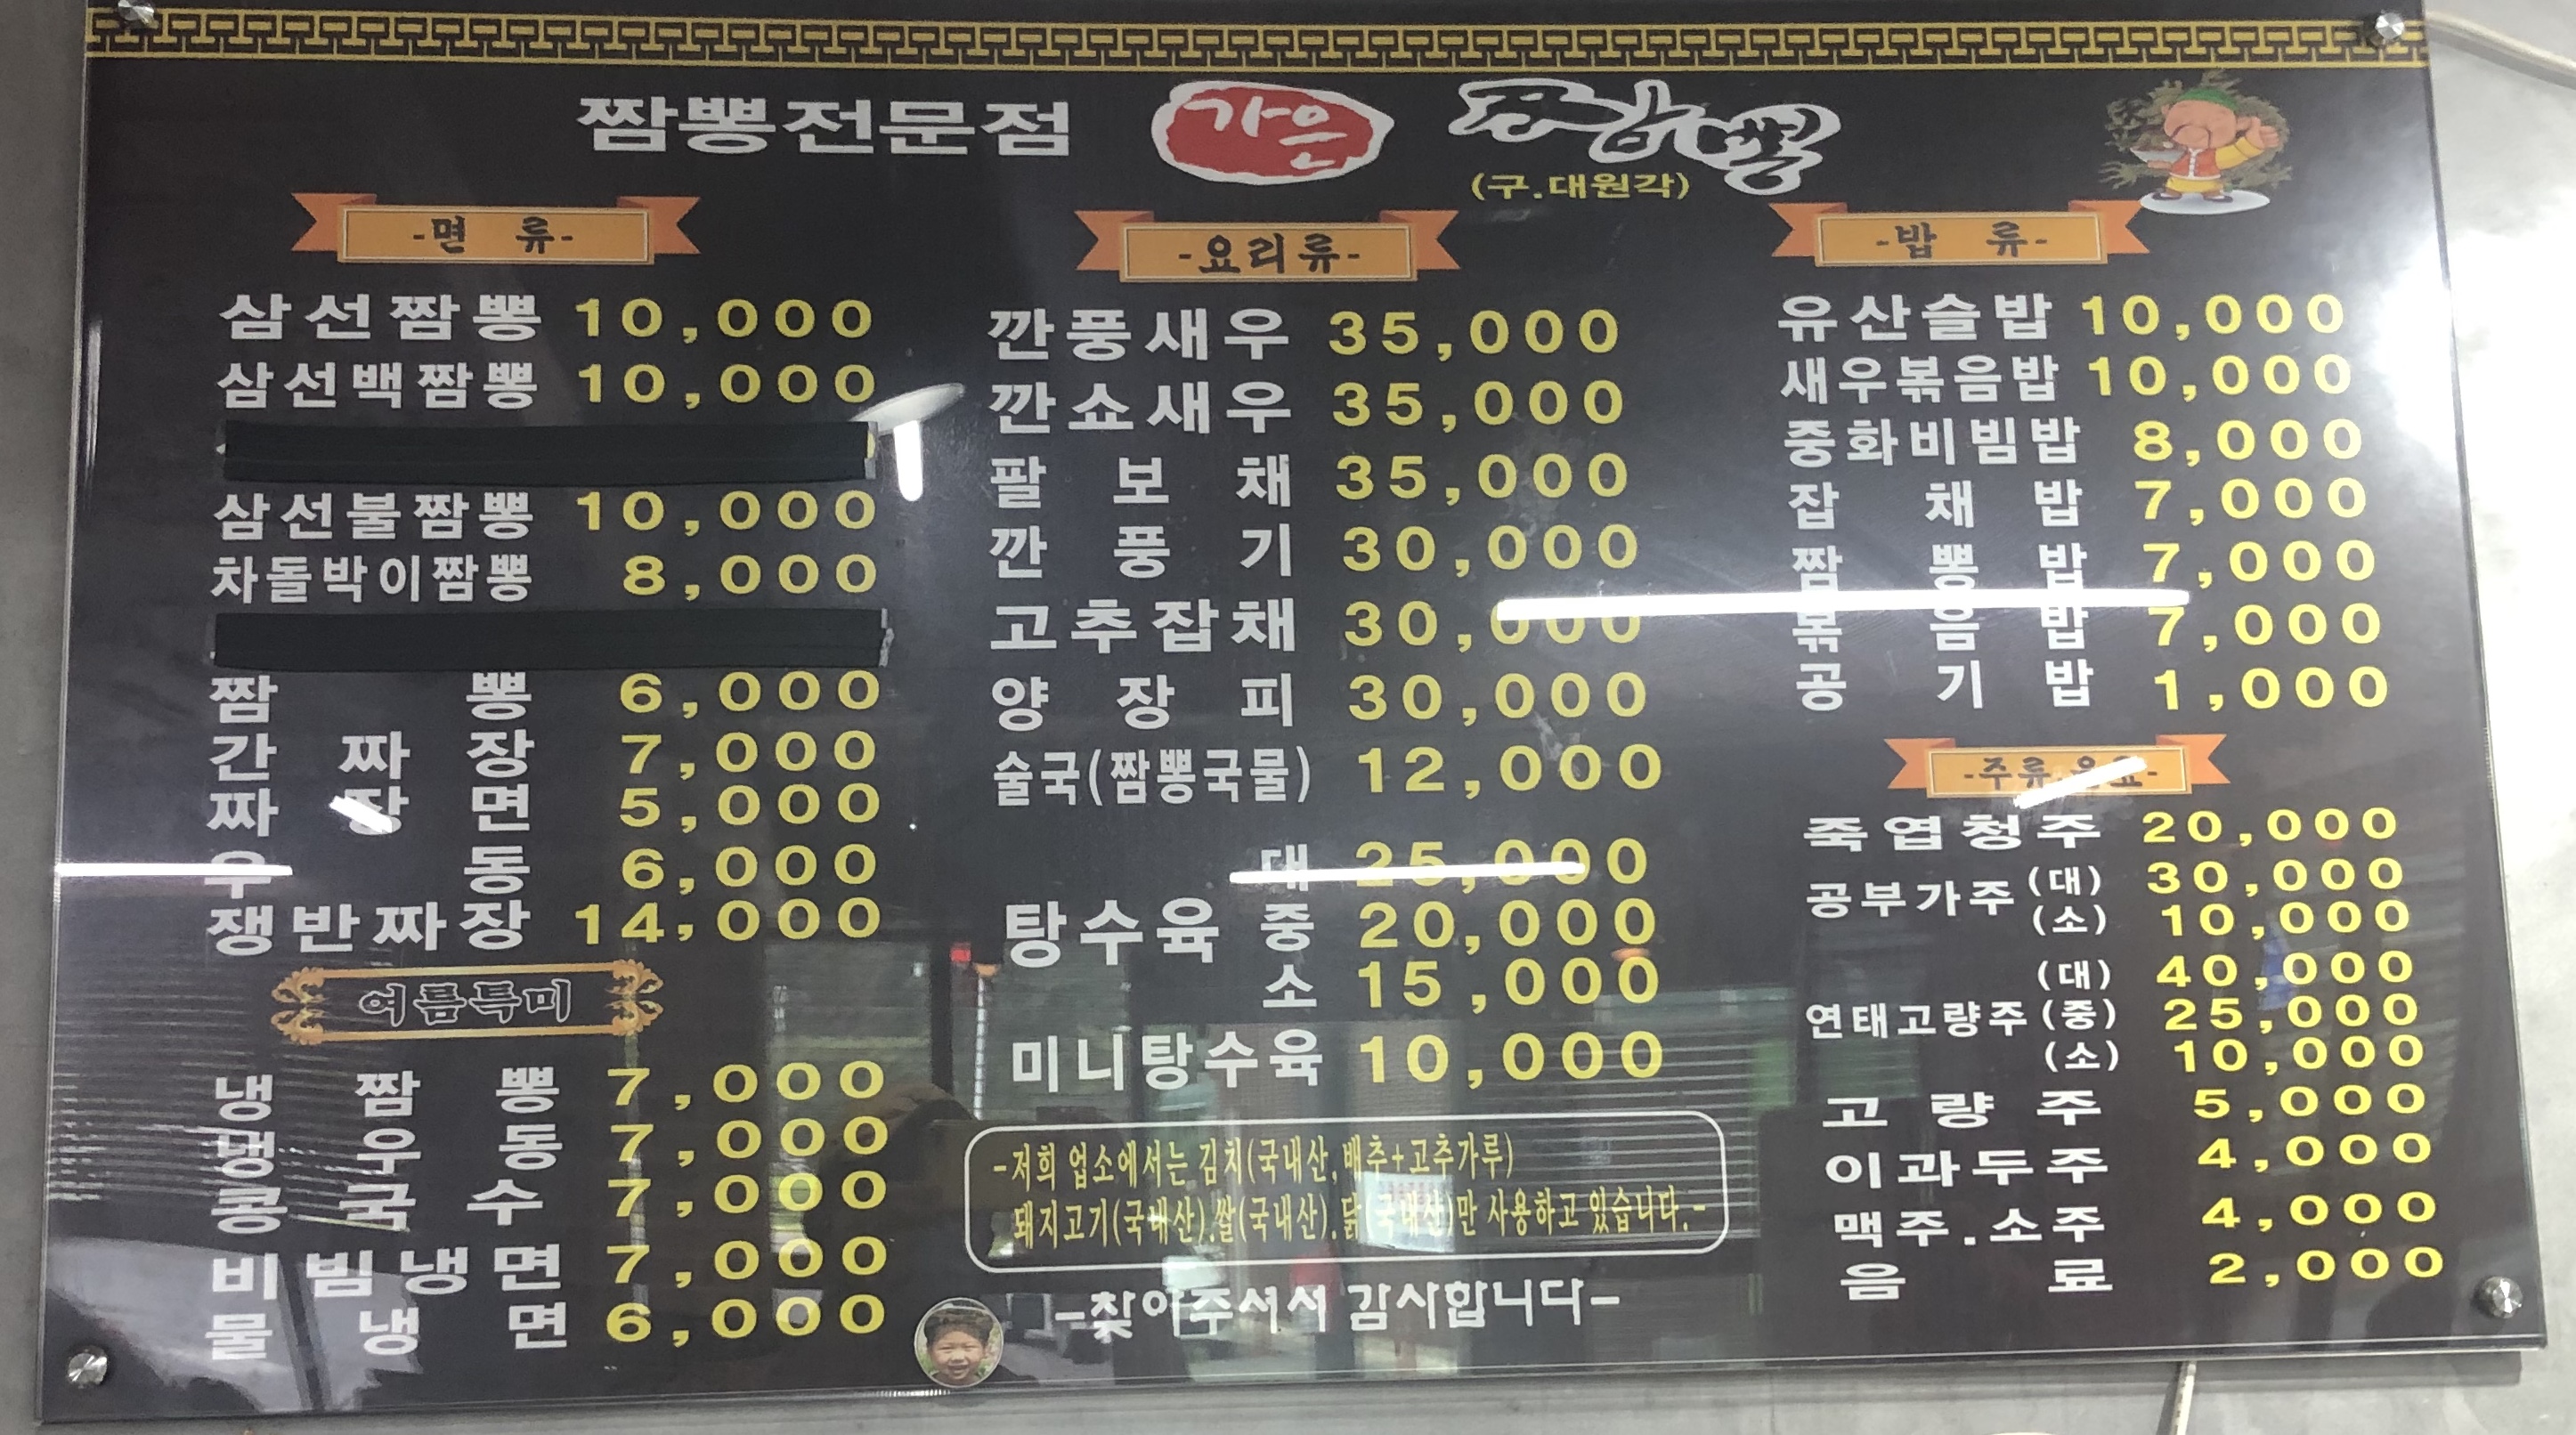 짬뽕전문점 가은 짬뽕
(구.대원각)
-면 류-
삼선짬뽕 10,000
삼선백짬뽕 10,000
삼선불짬뽕 10,000
차돌박이짬뽕 8,000
짬 뽕 6,000
간 짜 장 7,000
짜 장 면 5,000
우 동 6,000
쟁반짜장 14,000
여름특미
냉 짬 뽕 7,000
냉 우 동 7,000
콩 국 수 7,000
비빔냉면 7,000
물 냉 면 6,000
-요리류-
깐풍새우 35,000
깐쇼새우 35,000
팔 보 채 35,000
깐 풍 기 30,000
고추잡채 30,000
양 장 피 30,000
술국(짬뽕국물) 12,000
대 25,000
탕수육 중 20,000
소 15,000
미니탕수육 10,000
-저희 업소에서는 김치(국내산,배추+고추가루)
돼지고기(국내산).쌀(국내산).닭(국내산)만 사용하고 있습니다.-
-찾아주셔서 감사합니다-
-밥 류-
유산슬밥 10,000
새우볶음밥 10,000
중화비빔밥 8,000
잡 채 밥 7,000
짬 뽕 밥 7,000
볶 음 밥 7,000
공 기 밥 1,000
-주류.음료-
죽엽청주 20,000
공부가주 (대) 30,000
(소) 10,000
(대) 40,000
연태고량주 (중) 25,000
(소) 10,000
고 량 주 5,000
이과두주 4,000
맥주.소주 4,000
음 료 2,000